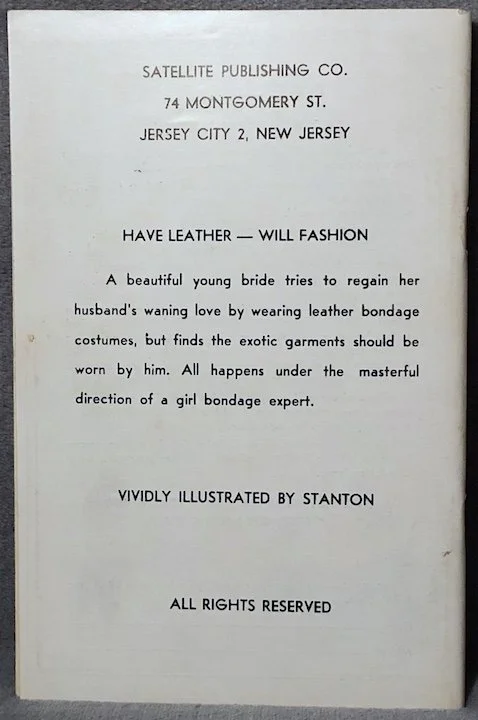 SATELLITE PUBLISHING CO.
74 MONTGOMERY ST.
JERSEY CITY 2, NEW JERSEY
HAVE LEATHER — WILL FASHION
A beautiful young bride tries to regain her
husband's waning love by wearing leather bondage
costumes, but finds the exotic garments should be
worn by him. All happens under the masterful
direction of a girl bondage expert.
VIVIDLY ILLUSTRATED BY STANTON
ALL RIGHTS RESERVED